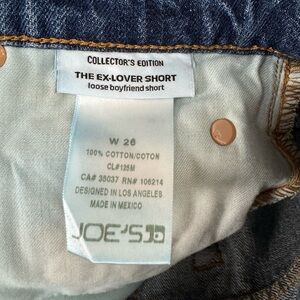 COLLECTOR'S EDITION
THE EX-LOVER SHORT
loose boyfriend short
W 26
100% COTTON/COTON
CL#125M
CA# 35037 RN# 106214
DESIGNED IN LOS ANGELES
MADE IN MEXICO
JOE'S